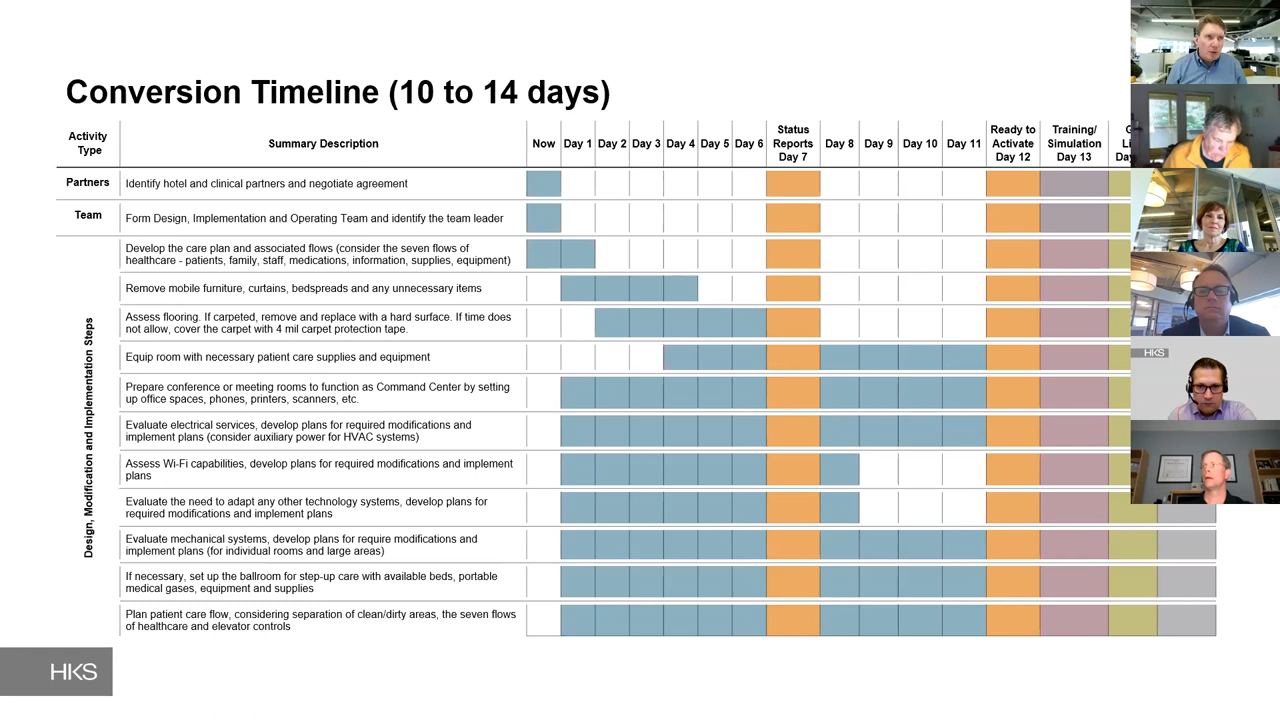 Conversion Timeline (10 to 14 days)
Activity
Type
Summary Description
Now
Day 1
Day 2
Day 3
Day 4
Day 5
Day 6
Status
Reports
Day 7
Day 8
Day 9
Day 10
Day 11
Ready to
Activate
Day 12
Training/
Simulation
Day 13
Partners
Identify hotel and clinical partners and negotiate agreement
Team
Form Design, Implementation and Operating Team and identify the team leader
Design, Modification and Implementation Steps
Develop the care plan and associated flows (consider the seven flows of
healthcare - patients, family, staff, medications, information, supplies, equipment)
Remove mobile furniture, curtains, bedspreads and any unnecessary items
Assess flooring. If carpeted, remove and replace with a hard surface. If time does
not allow, cover the carpet with 4 mil carpet protection tape.
Equip room with necessary patient care supplies and equipment
Prepare conference or meeting rooms to function as Command Center by setting
up office spaces, phones, printers, scanners, etc.
Evaluate electrical services, develop plans for required modifications and
implement plans (consider auxiliary power for HVAC systems)
Assess Wi-Fi capabilities, develop plans for required modifications and implement
plans
Evaluate the need to adapt any other technology systems, develop plans for
required modifications and implement plans
Evaluate mechanical systems, develop plans for require modifications and
implement plans (for individual rooms and large areas)
If necessary, set up the ballroom for step-up care with available beds, portable
medical gases, equipment and supplies
Plan patient care flow, considering separation of clean/dirty areas, the seven flows
of healthcare and elevator controls
HKS
HKS